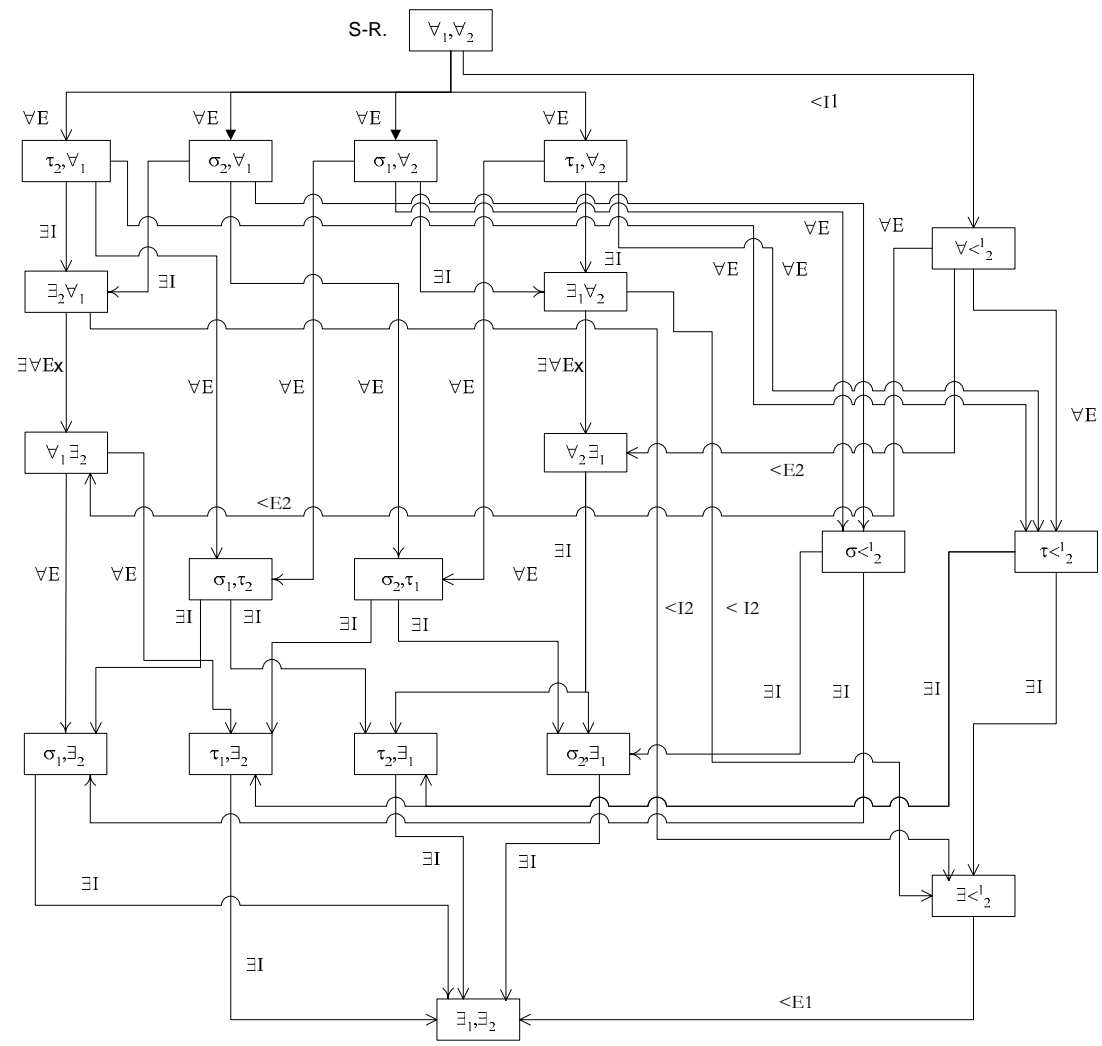 S-R. ∀₁,∀₂
<I1
∀E ∀E ∀E ∀E
τ₂,∀₁ σ₂,∀₁ σ₁,∀₂ τ₁,∀₂
∀E ∀E
∃I ∀<¹₂
∃I ∃I ∃I ∀E ∀E
∃₂∀₁ ∃₁∀₂
∃∀Ex ∀E ∀E ∀E ∀E ∃∀Ex
∀E
∀₁∃₂ ∀₂∃₁
<E2
<E2
∃I σ<¹₂ τ<¹₂
∀E ∀E σ₁,τ₂ σ₂,τ₁ ∀E
∃I ∃I ∃I ∃I <I2 < I2
∃I ∃I ∃I ∃I
σ₁,∃₂ τ₁,∃₂ τ₂,∃₁ σ₂,∃₁
∃I ∃I
∃I
∃<¹₂
∃I
<E1
∃₁,∃₂